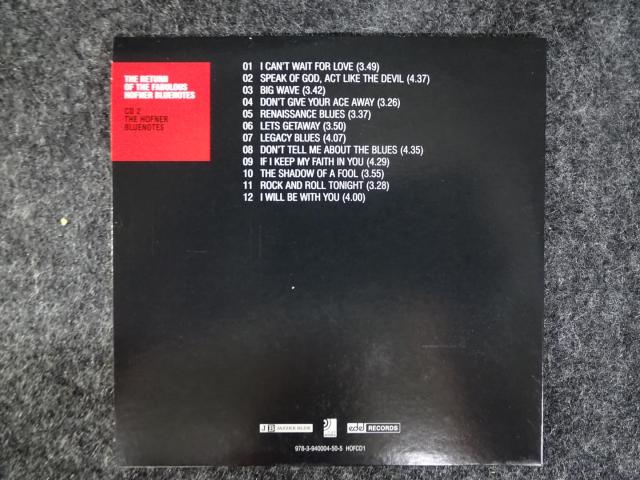 THE RETURN
OF THE FABULOUS
HOFNER BLUENOTES
CD 2
THE HOFNER
BLUENOTES
01 I CAN'T WAIT FOR LOVE (3.49)
02 SPEAK OF GOD, ACT LIKE THE DEVIL (4.37)
03 BIG WAVE (3.42)
04 DON'T GIVE YOUR ACE AWAY (3.26)
05 RENAISSANCE BLUES (3.37)
06 LETS GETAWAY (3.50)
07 LEGACY BLUES (4.07)
08 DON'T TELL ME ABOUT THE BLUES (4.35)
09 IF I KEEP MY FAITH IN YOU (4.29)
10 THE SHADOW OF A FOOL (3.55)
11 ROCK AND ROLL TONIGHT (3.28)
12 I WILL BE WITH YOU (4.00)
JB JAZZEE BLUE
edel RECORDS
978-3-940004-50-5 HOFCD1